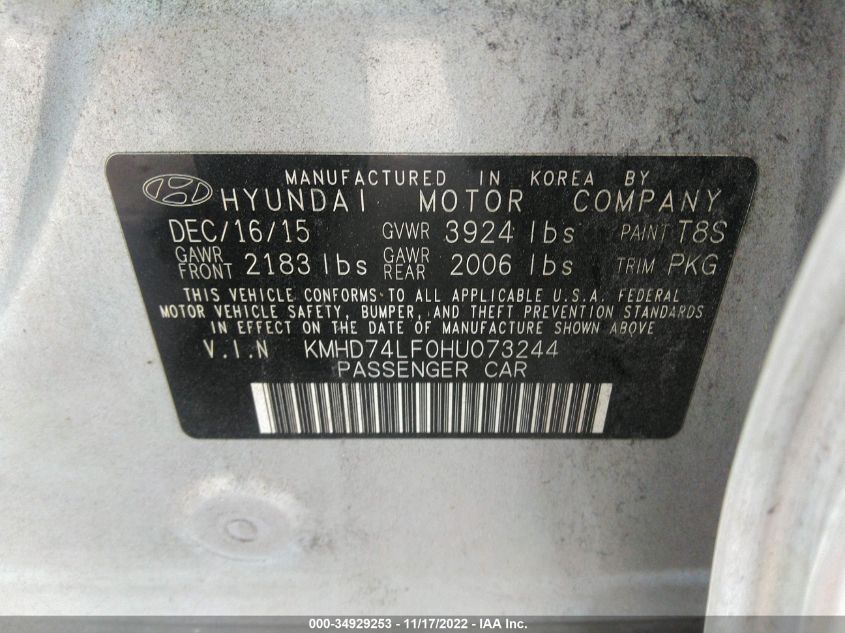 MANUFACTURED IN KOREA BY
HYUNDAI MOTOR COMPANY
DEC/16/15 GVWR 3924 lbs PAINT T8S
GAWR FRONT 2183 lbs GAWR REAR 2006 lbs TRIM PKG
THIS VEHICLE CONFORMS TO ALL APPLICABLE U.S.A. FEDERAL
MOTOR VEHICLE SAFETY, BUMPER, AND THEFT PREVENTION STANDARDS
IN EFFECT ON THE DATE OF MANUFACTURE SHOWN ABOVE
V.I.N KMHD74LF0HU073244
PASSENGER CAR
000-34929253 - 11/17/2022 - IAA Inc.